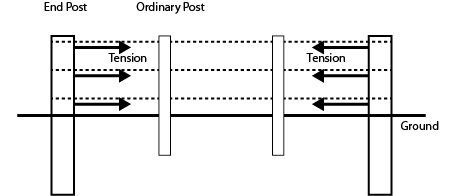 End Post
Ordinary Post
Tension
Tension
Ground